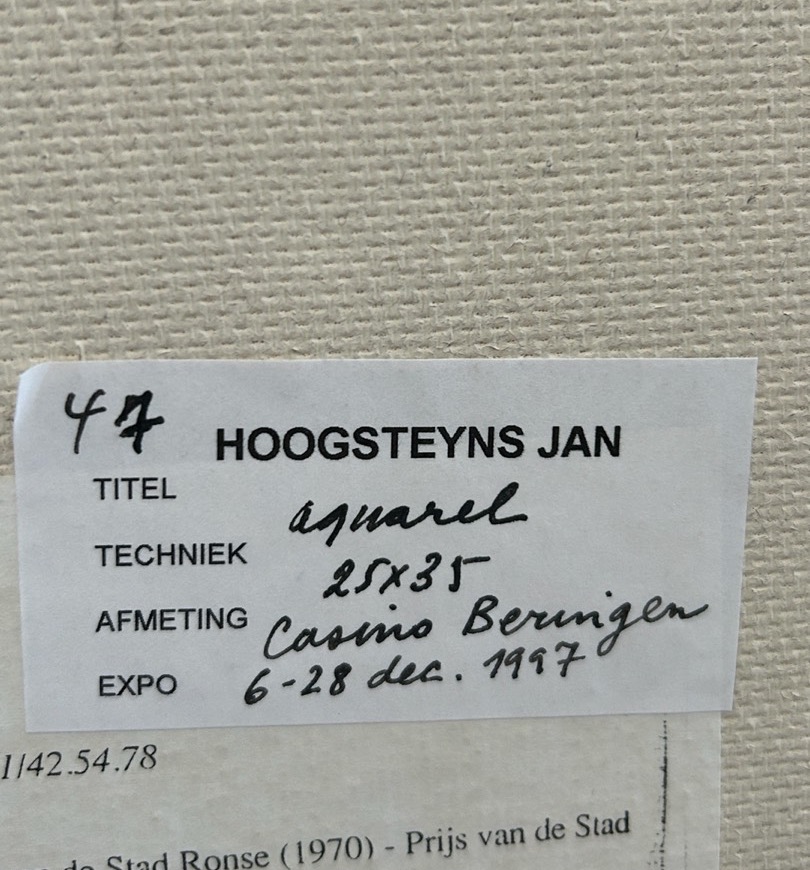 47 HOOGSTEYNS JAN
TITEL
aquarel
TECHNIEK
25x35
AFMETING
Casino Beringen
EXPO
6-28 dec. 1997
1/42.54.78
de Stad Ronse (1970) - Prijs van de Stad